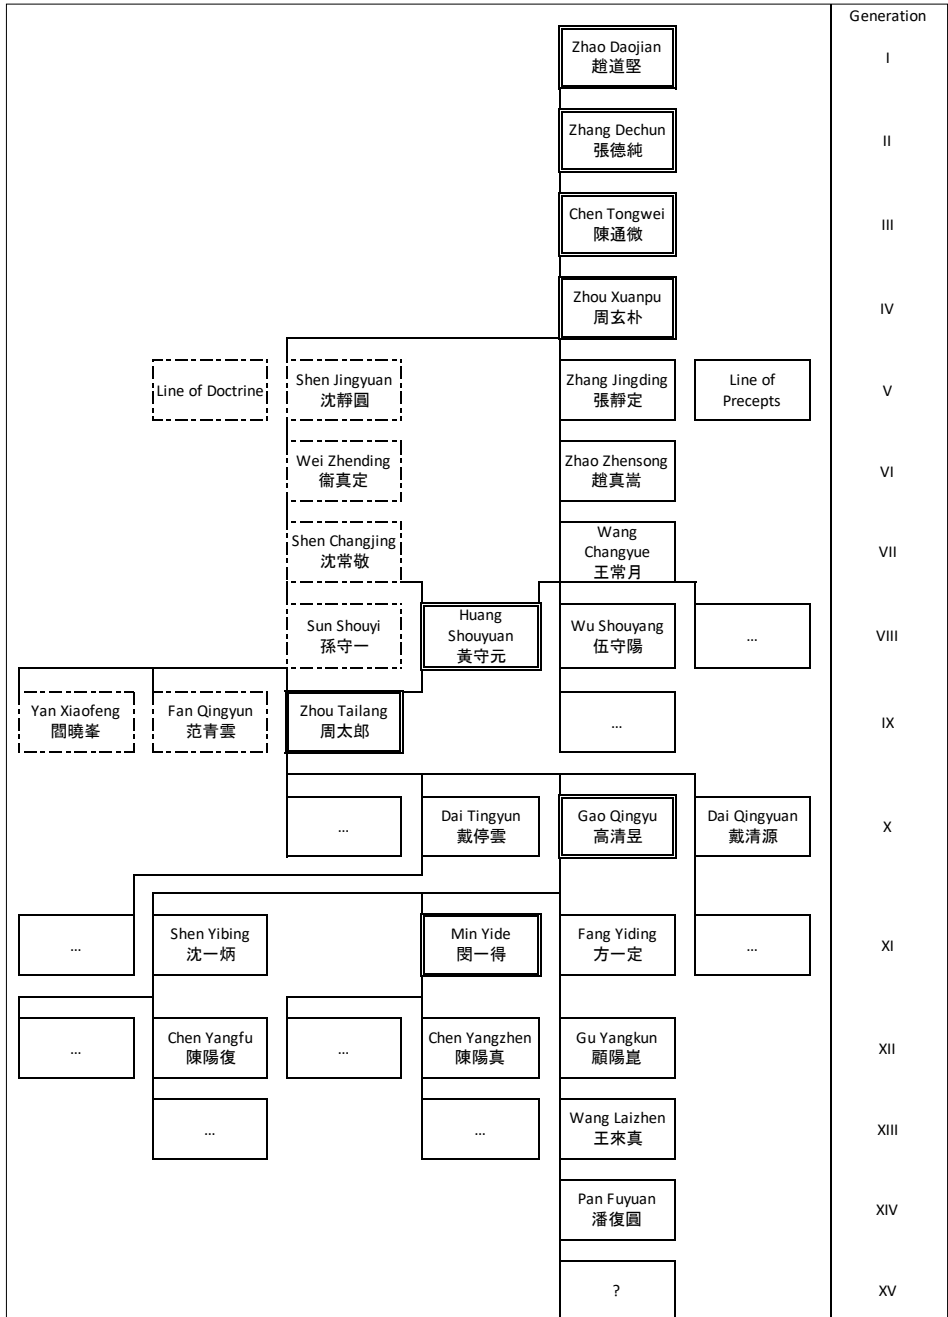 Generation
Zhao Daojian
趙道堅
I
Zhang Dechun
張德純
II
Chen Tongwei
陳通微
III
Zhou Xuanpu
周玄朴
IV
Line of Doctrine
Shen Jingyuan
沈靜圓
Zhang Jingding
張靜定
Line of
Precepts
V
Wei Zhending
衞真定
Zhao Zhensong
趙真嵩
VI
Shen Changjing
沈常敬
Wang
Changyue
王常月
VII
Sun Shouyi
孫守一
Huang
Shouyuan
黃守元
Wu Shouyang
伍守陽
...
VIII
Yan Xiaofeng
閻曉峯
Fan Qingyun
范青雲
Zhou Tailang
周太郎
...
IX
...
Dai Tingyun
戴停雲
Gao Qingyu
高清昱
Dai Qingyuan
戴清源
X
...
Shen Yibing
沈一炳
Min Yide
閔一得
Fang Yiding
方一定
...
XI
...
Chen Yangfu
陳陽復
...
Chen Yangzhen
陳陽真
Gu Yangkun
顧陽崑
XII
...
...
Wang Laizhen
王來真
XIII
Pan Fuyuan
潘復圓
XIV
?
XV